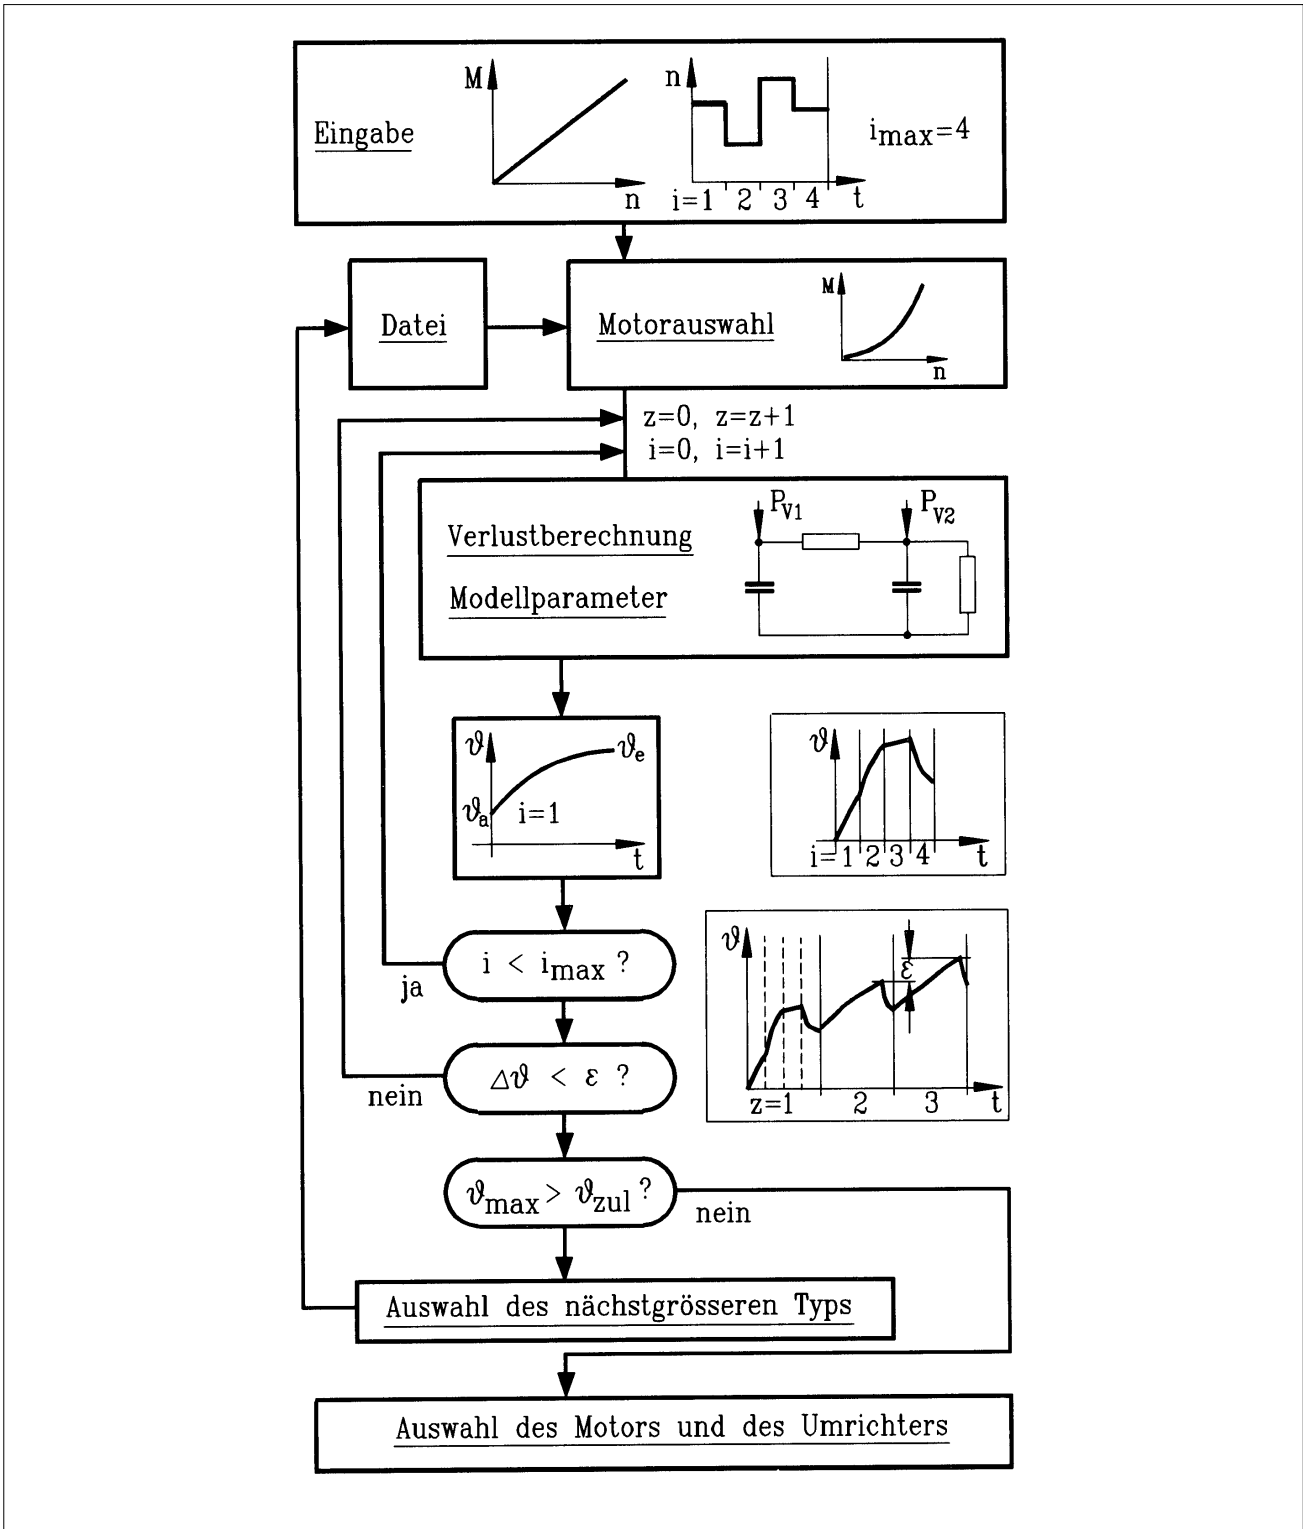 Eingabe
M
n
n
i=1 2 3 4 t
i_max=4
Datei
Motorauswahl
M
n
z=0, z=z+1
i=0, i=i+1
Verlustberechnung
Modellparameter
P_V1
P_V2
ϑ
ϑ_e
ϑ_a
i=1
t
ϑ
i=1 2 3 4 t
i < i_max ?
ja
ϑ
ε
z=1 2 3 t
△ϑ < ε ?
nein
ϑ_max > ϑ_zul ?
nein
Auswahl des nächstgrösseren Typs
Auswahl des Motors und des Umrichters